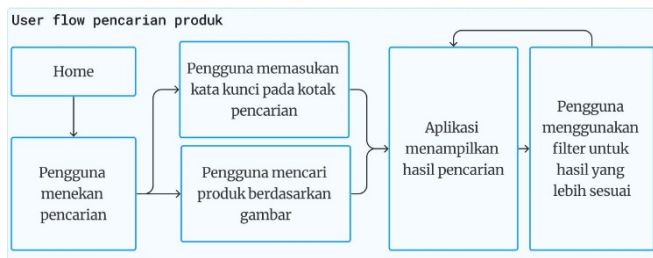 User flow pencarian produk
Home
Pengguna
menekan
pencarian
Pengguna memasukan
kata kunci pada kotak
pencarian
Pengguna mencari
produk berdasarkan
gambar
Aplikasi
menampilkan
hasil pencarian
Pengguna
menggunakan
filter untuk
hasil yang
lebih sesuai